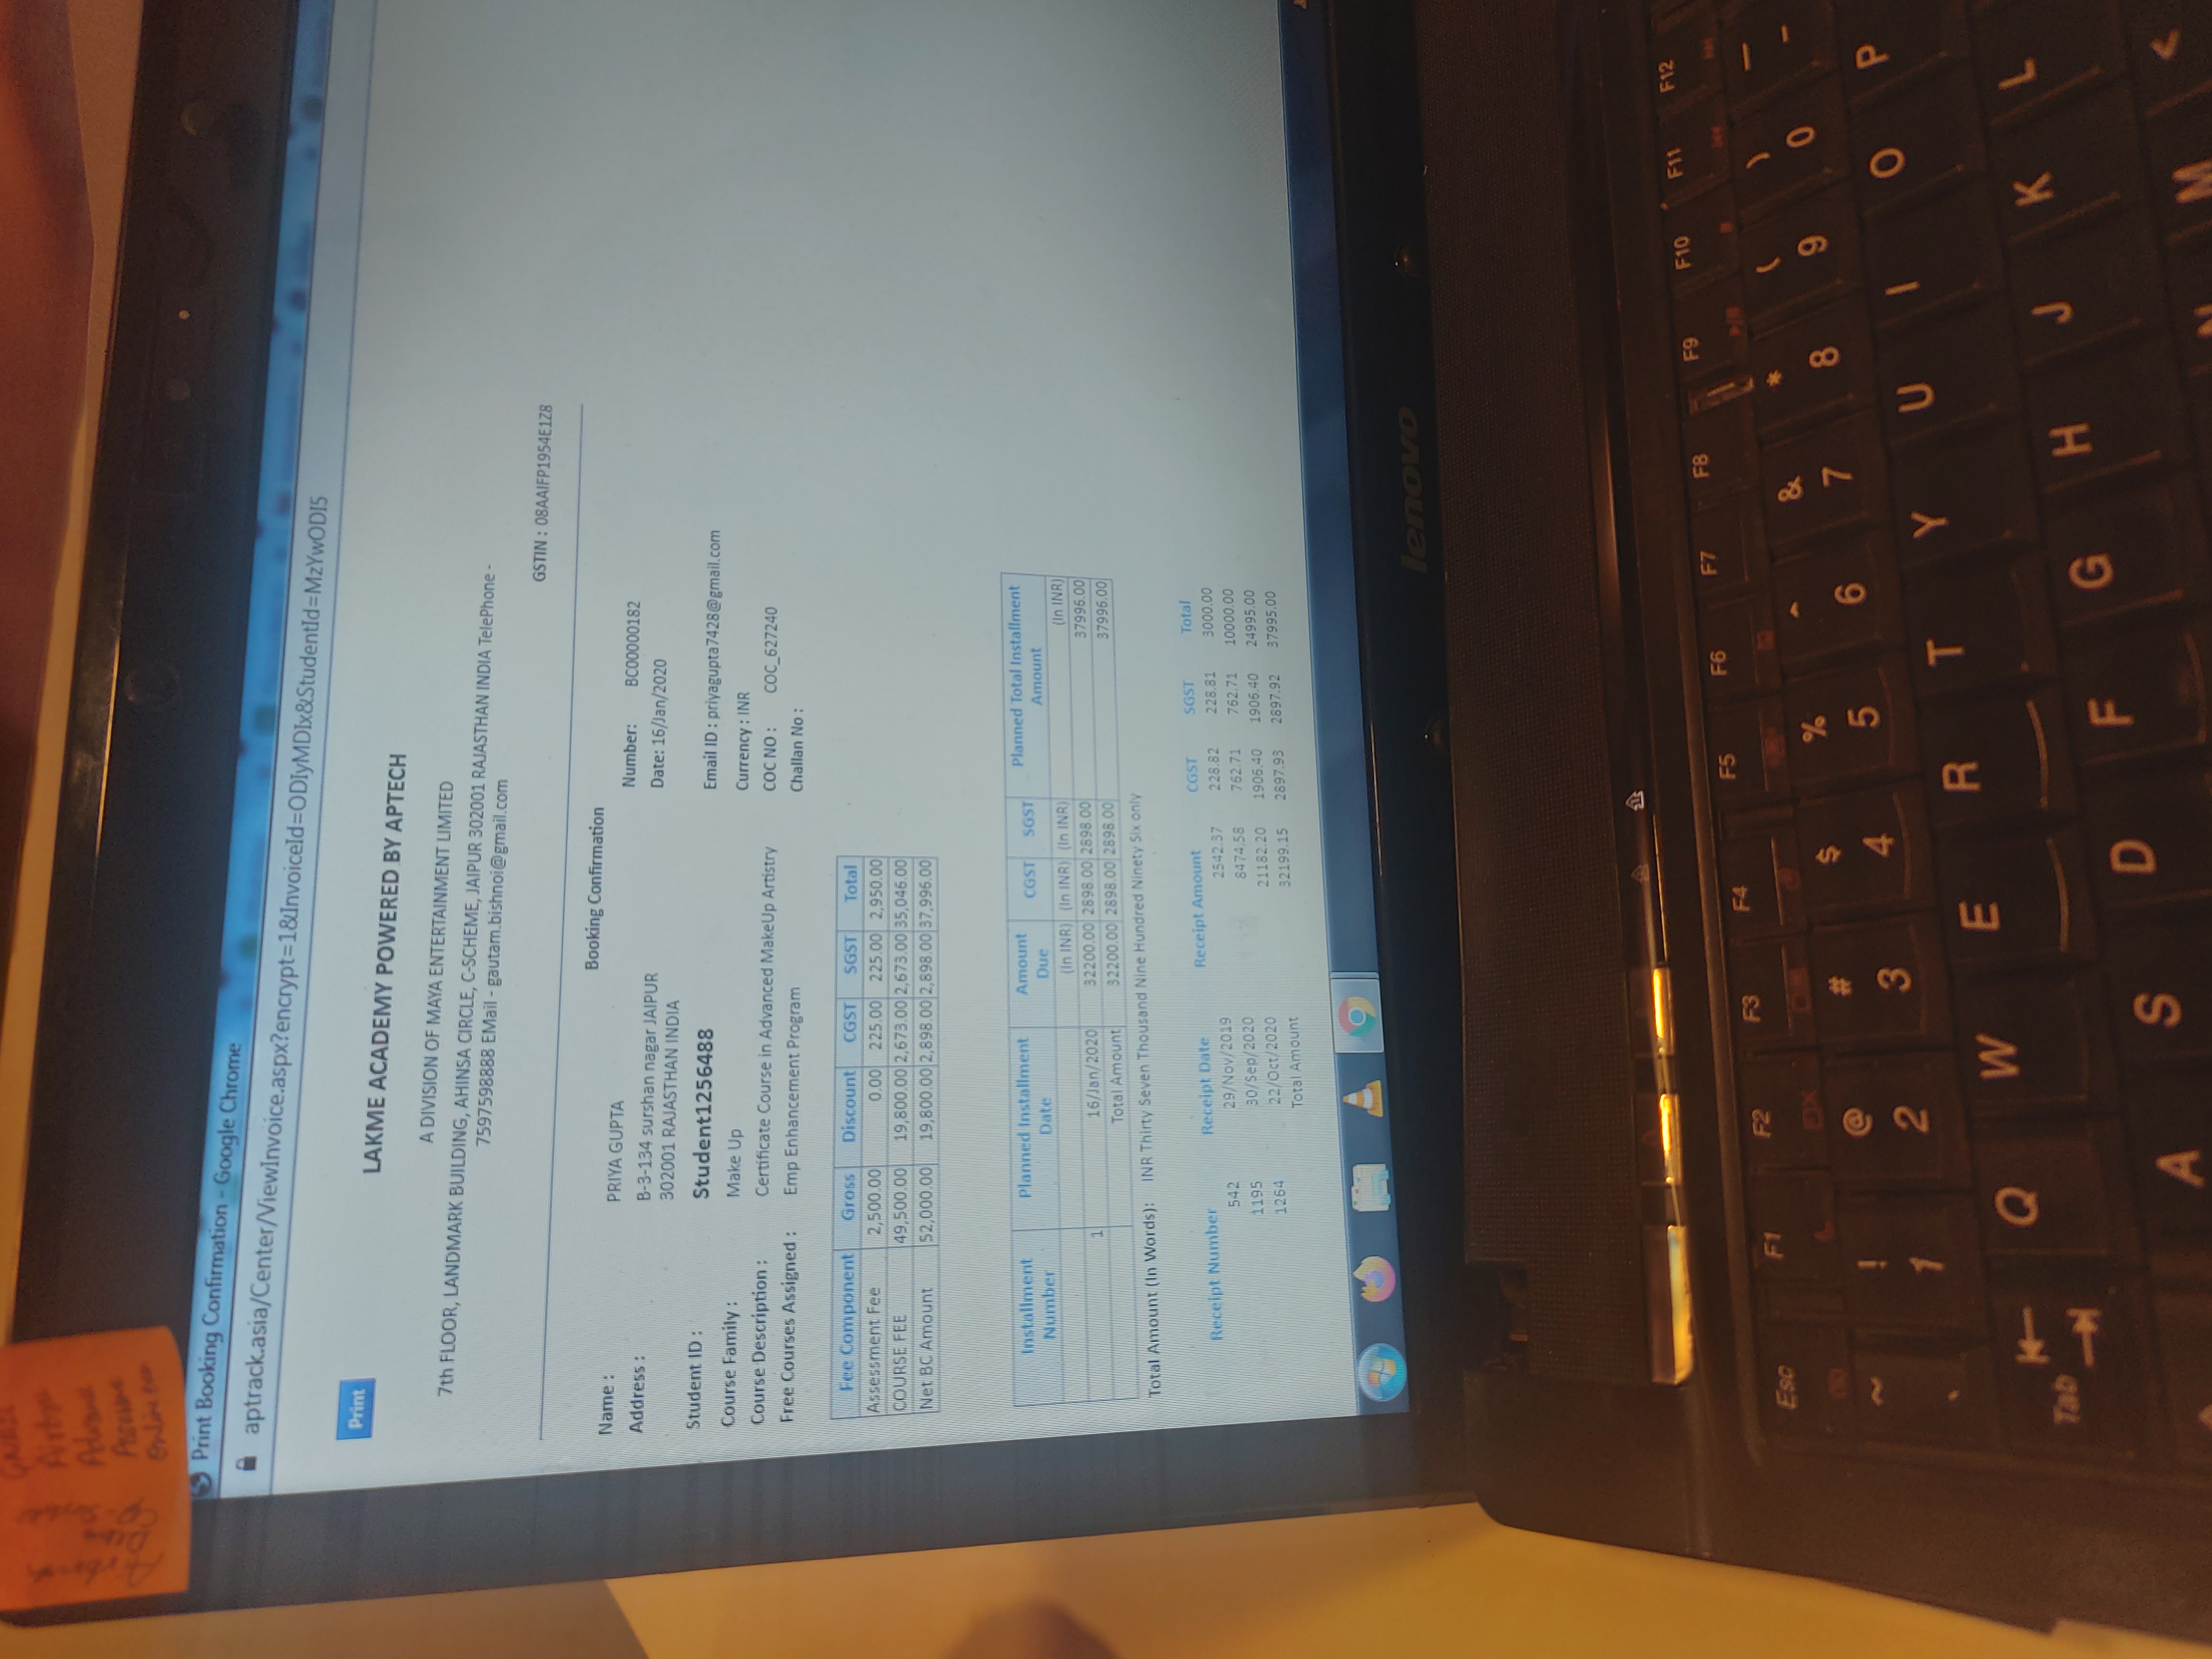 Airbrush
GMAIL
Advance
Print Booking Confirmation - Google Chrome
aptrack.asia/Center/ViewInvoice.aspx?encrypt=1&InvoiceId=ODIyMDIx&StudentId=MzYwODI5
Print
LAKME ACADEMY POWERED BY APTECH
A DIVISION OF MAYA ENTERTAINMENT LIMITED
7th FLOOR, LANDMARK BUILDING, AHINSA CIRCLE, C-SCHEME, JAIPUR 302001 RAJASTHAN INDIA TelePhone -
7597598888 EMail - gautam.bishnoi@gmail.com
GSTIN : 08AAIFP1954E1Z8
Booking Confirmation
Name : PRIYA GUPTA Number: BC00000182
Address : B-3-134 surshan nagar JAIPUR Date: 16/Jan/2020
302001 RAJASTHAN INDIA
Student ID : Student1256488 Email ID : priyagupta7428@gmail.com
Course Family : Make Up Currency : INR
Course Description : Certificate Course in Advanced MakeUp Artistry COC NO : COC_627240
Free Courses Assigned : Emp Enhancement Program Challan No :
Fee Component Gross Discount CGST SGST Total
Assessment Fee 2,500.00 0.00 225.00 225.00 2,950.00
COURSE FEE 49,500.00 19,800.00 2,673.00 2,673.00 35,046.00
Net BC Amount 52,000.00 19,800.00 2,898.00 2,898.00 37,996.00
Installment Number Planned Installment Date Amount Due CGST SGST Planned Total Installment Amount
(In INR) (In INR) (In INR) (In INR)
1 16/Jan/2020 32200.00 2898.00 2898.00 37996.00
Total Amount 32200.00 2898.00 2898.00 37996.00
Total Amount (In Words): INR Thirty Seven Thousand Nine Hundred Ninety Six only
Receipt Number Receipt Date Receipt Amount CGST SGST Total
542 29/Nov/2019 2542.37 228.82 228.81 3000.00
1195 30/Sep/2020 8474.58 762.71 762.71 10000.00
1264 22/Oct/2020 21182.20 1906.40 1906.40 24995.00
Total Amount 32199.15 2897.93 2897.92 37995.00
lenovo
Esc F1 F2 F3 F4 F5 F6 F7 F8 F9 F10 F11 F12
~ ! @ # $ % ^ & * ( ) _
` 1 2 3 4 5 6 7 8 9 0 -
Tab Q W E R T Y U I O P
A S D F G H J K L
N M <